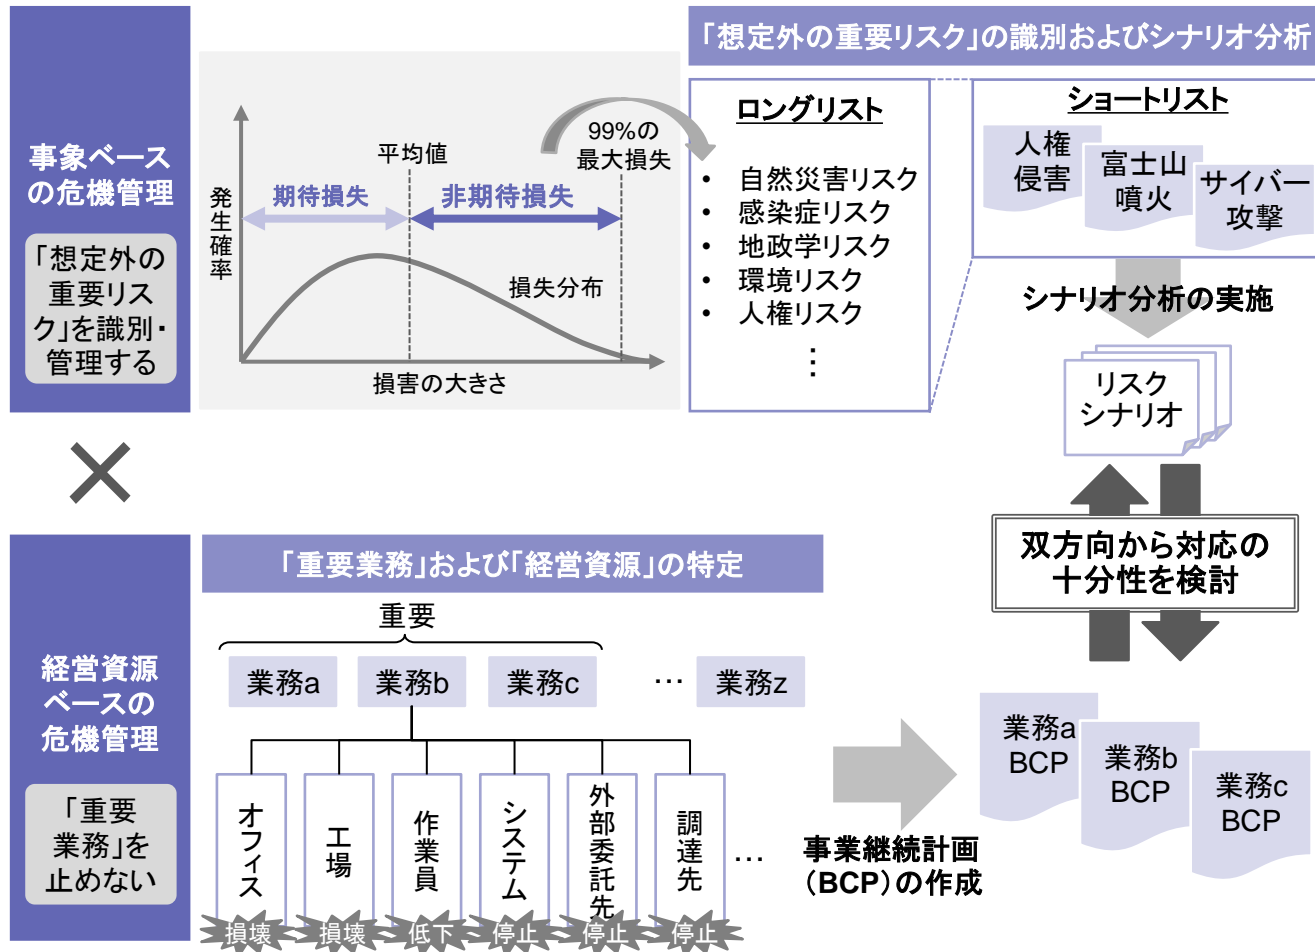 事象ベース
の危機管理
「想定外の
重要リス
ク」を識別・
管理する
発生確率
平均値
99%の
最大損失
期待損失
非期待損失
損失分布
損害の大きさ
「想定外の重要リスク」の識別およびシナリオ分析
ロングリスト
• 自然災害リスク
• 感染症リスク
• 地政学リスク
• 環境リスク
• 人権リスク
⋮
ショートリスト
人権
侵害
富士山
噴火
サイバー
攻撃
シナリオ分析の実施
リスク
シナリオ
双方向から対応の
十分性を検討
経営資源
ベースの
危機管理
「重要
業務」を
止めない
「重要業務」および「経営資源」の特定
重要
業務a
業務b
業務c
…
業務z
オフィス
工場
作業員
システム
外部委託先
調達先
…
損壊
損壊
低下
停止
停止
停止
事業継続計画
(BCP)の作成
業務a
BCP
業務b
BCP
業務c
BCP